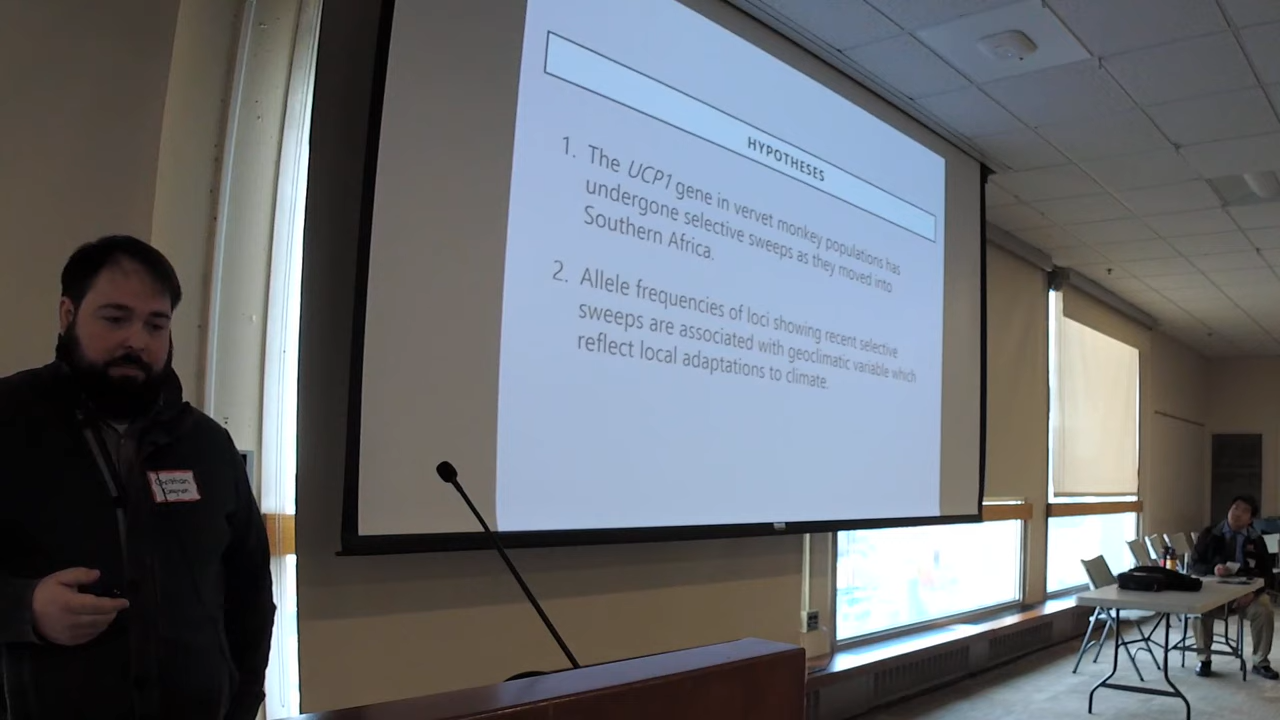 HYPOTHESES
1. The UCP1 gene in vervet monkey populations has
undergone selective sweeps as they moved into
Southern Africa.
2. Allele frequencies of loci showing recent selective
sweeps are associated with geoclimatic variable which
reflect local adaptations to climate.
Christian